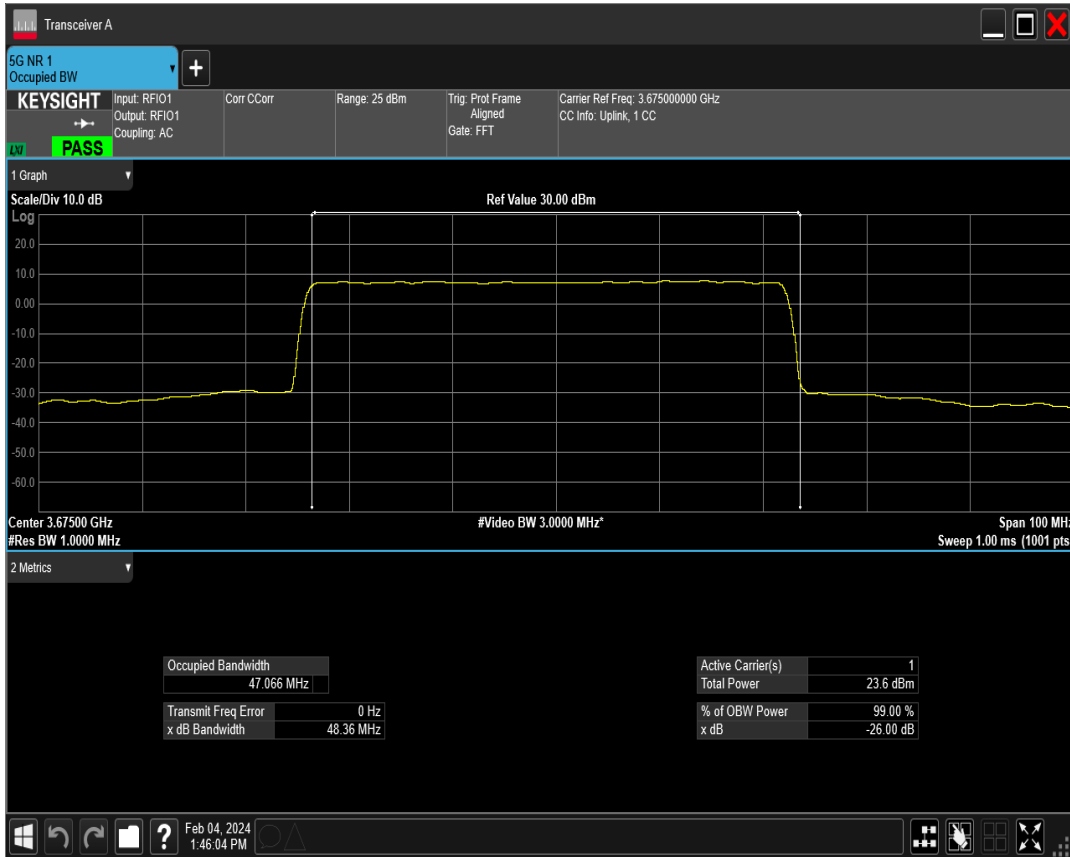 Transceiver A
5G NR 1
Occupied BW
+
KEYSIGHT
LXI
PASS
Input: RFIO1
Output: RFIO1
Coupling: AC
Corr CCorr
Range: 25 dBm
Trig: Prot Frame
Aligned
Gate: FFT
Carrier Ref Freq: 3.675000000 GHz
CC Info: Uplink, 1 CC
1 Graph
Scale/Div 10.0 dB
Ref Value 30.00 dBm
Log
20.0
10.0
0.00
-10.0
-20.0
-30.0
-40.0
-50.0
-60.0
Center 3.67500 GHz
#Video BW 3.0000 MHz*
Span 100 MHz
#Res BW 1.0000 MHz
Sweep 1.00 ms (1001 pts
2 Metrics
Occupied Bandwidth
47.066 MHz
Transmit Freq Error 0 Hz
x dB Bandwidth 48.36 MHz
Active Carrier(s) 1
Total Power 23.6 dBm
% of OBW Power 99.00 %
x dB -26.00 dB
?
Feb 04, 2024
1:46:04 PM